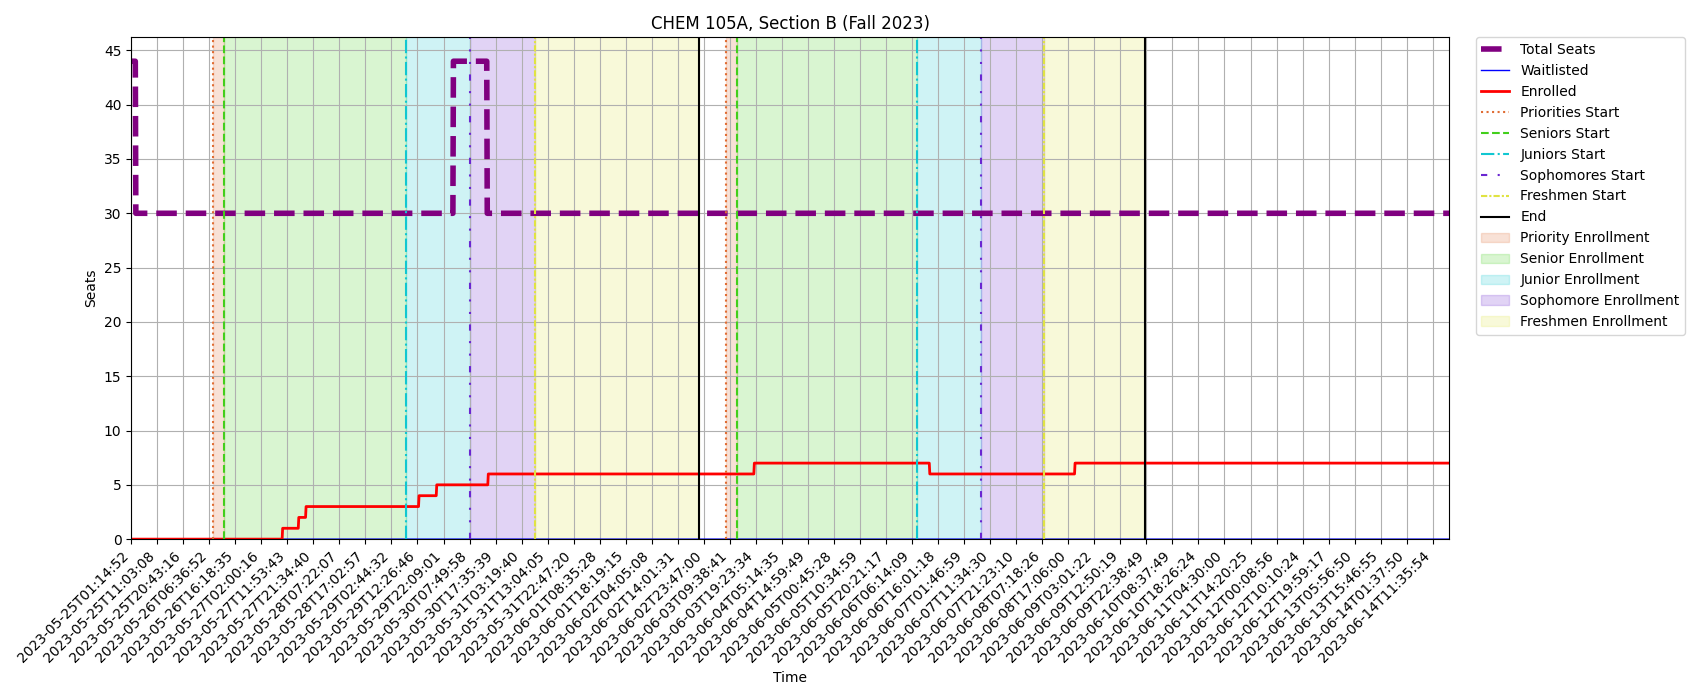 CHEM 105A, Section B (Fall 2023)
Seats
45
40
35
30
25
20
15
10
5
0
2023-05-25T01:14:52
2023-05-25T11:03:08
2023-05-25T20:43:16
2023-05-26T06:36:52
2023-05-26T16:18:35
2023-05-27T02:00:16
2023-05-27T11:53:43
2023-05-27T21:34:40
2023-05-28T07:22:07
2023-05-28T17:02:57
2023-05-29T02:44:32
2023-05-29T12:26:46
2023-05-29T22:09:01
2023-05-30T07:49:58
2023-05-30T17:35:39
2023-05-31T03:19:40
2023-05-31T13:04:05
2023-05-31T22:47:20
2023-06-01T08:35:28
2023-06-01T18:19:15
2023-06-02T04:05:08
2023-06-02T14:01:31
2023-06-02T23:47:00
2023-06-03T09:38:41
2023-06-03T19:23:34
2023-06-04T05:14:35
2023-06-04T14:59:49
2023-06-05T00:45:28
2023-06-05T10:34:59
2023-06-05T20:21:17
2023-06-06T06:14:09
2023-06-06T16:01:18
2023-06-07T01:46:59
2023-06-07T11:34:30
2023-06-07T21:23:10
2023-06-08T07:18:26
2023-06-08T17:06:00
2023-06-09T03:01:22
2023-06-09T12:50:19
2023-06-09T22:38:49
2023-06-10T08:37:49
2023-06-10T18:26:24
2023-06-11T04:30:00
2023-06-11T14:20:25
2023-06-12T00:08:56
2023-06-12T10:10:24
2023-06-12T19:59:17
2023-06-13T05:56:50
2023-06-13T15:46:55
2023-06-14T01:37:50
2023-06-14T11:35:54
Time
Total Seats
Waitlisted
Enrolled
Priorities Start
Seniors Start
Juniors Start
Sophomores Start
Freshmen Start
End
Priority Enrollment
Senior Enrollment
Junior Enrollment
Sophomore Enrollment
Freshmen Enrollment